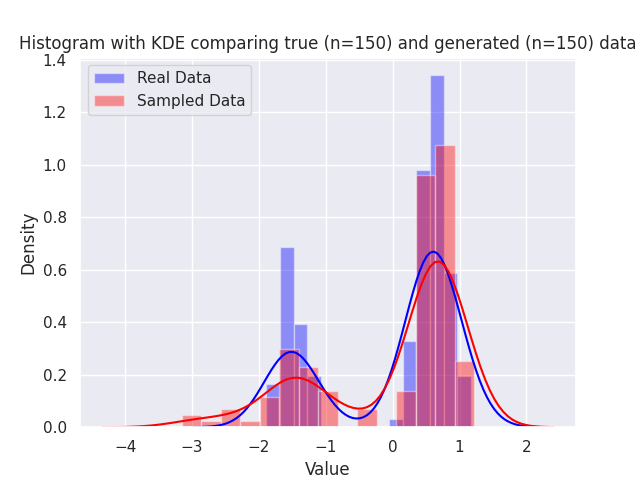 Histogram with KDE comparing true (n=150) and generated (n=150) data
Real Data
Sampled Data
Density
1.4
1.2
1.0
0.8
0.6
0.4
0.2
0.0
−4 −3 −2 −1 0 1 2
Value